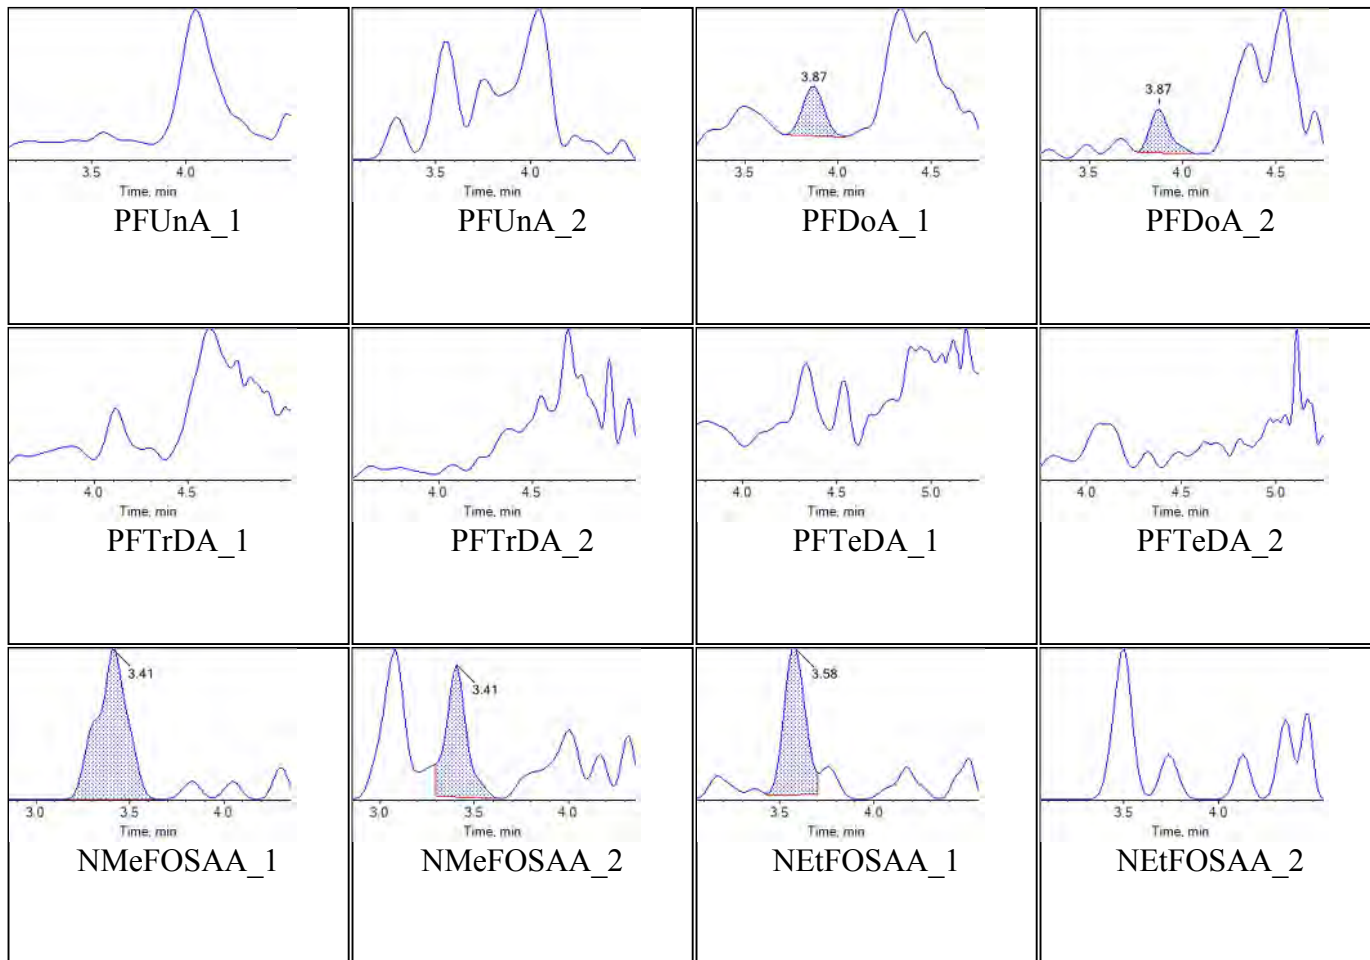 3.5 4.0
Time, min
PFUnA_1
3.5 4.0
Time, min
PFUnA_2
3.87
3.5 4.0 4.5
Time, min
PFDoA_1
3.87
3.5 4.0 4.5
Time, min
PFDoA_2
4.0 4.5
Time, min
PFTrDA_1
4.0 4.5
Time, min
PFTrDA_2
4.0 4.5 5.0
Time, min
PFTeDA_1
4.0 4.5 5.0
Time, min
PFTeDA_2
3.41
3.0 3.5 4.0
Time, min
NMeFOSAA_1
3.41
3.0 3.5 4.0
Time, min
NMeFOSAA_2
3.58
3.5 4.0
Time, min
NEtFOSAA_1
3.5 4.0
Time, min
NEtFOSAA_2